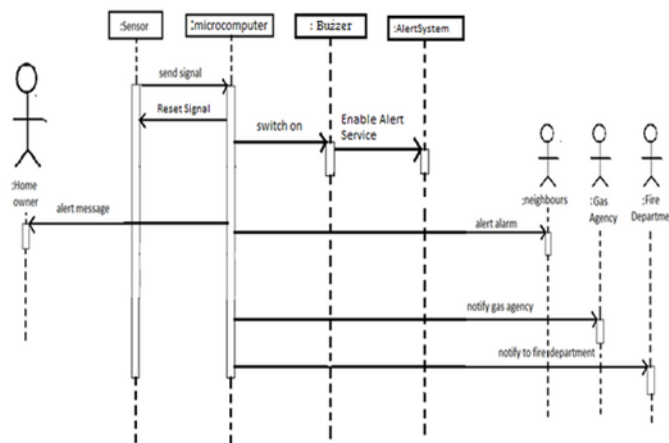 :Sensor
:microcomputer
: Buzzer
:AlertSystem
send signal
Reset Signal
switch on
Enable Alert
Service
:Home
owner
alert message
alert alarm
:neighbours
:Gas
Agency
:Fire
Departme
notify gas agency
notify to fire department